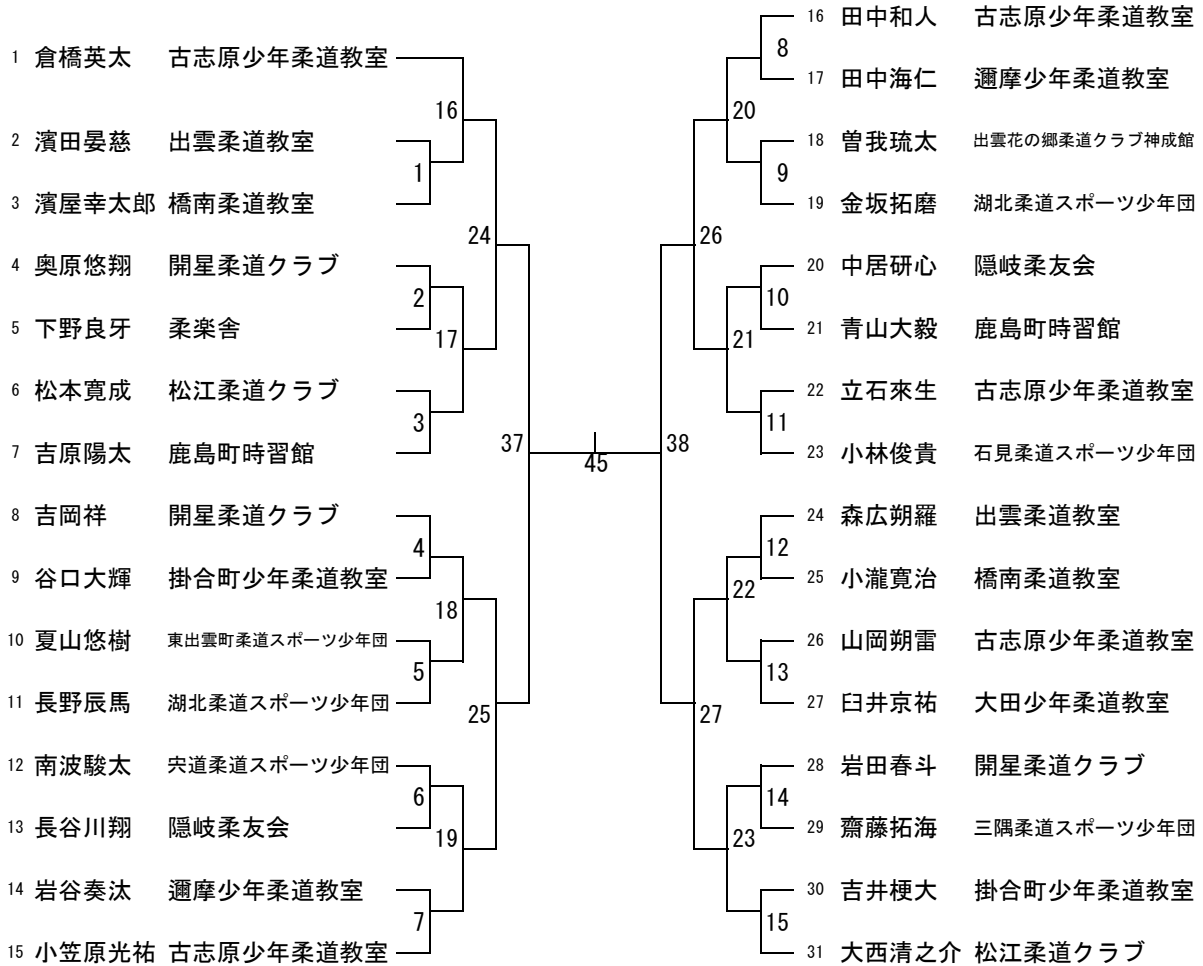 1 倉橋英太 古志原少年柔道教室
2 濱田晏慈 出雲柔道教室
3 濱屋幸太郎 橋南柔道教室
4 奥原悠翔 開星柔道クラブ
5 下野良牙 柔楽舎
6 松本寛成 松江柔道クラブ
7 吉原陽太 鹿島町時習館
8 吉岡祥 開星柔道クラブ
9 谷口大輝 掛合町少年柔道教室
10 夏山悠樹 東出雲町柔道スポーツ少年団
11 長野辰馬 湖北柔道スポーツ少年団
12 南波駿太 宍道柔道スポーツ少年団
13 長谷川翔 隠岐柔友会
14 岩谷奏汰 邇摩少年柔道教室
15 小笠原光祐 古志原少年柔道教室
1
2
3
4
5
6
7
16
17
18
19
24
25
37
45
38
26
27
20
21
22
23
8
9
10
11
12
13
14
15
16 田中和人 古志原少年柔道教室
17 田中海仁 邇摩少年柔道教室
18 曽我琉太 出雲花の郷柔道クラブ神成館
19 金坂拓磨 湖北柔道スポーツ少年団
20 中居研心 隠岐柔友会
21 青山大毅 鹿島町時習館
22 立石來生 古志原少年柔道教室
23 小林俊貴 石見柔道スポーツ少年団
24 森広朔羅 出雲柔道教室
25 小瀧寛治 橋南柔道教室
26 山岡朔雷 古志原少年柔道教室
27 臼井京祐 大田少年柔道教室
28 岩田春斗 開星柔道クラブ
29 齋藤拓海 三隅柔道スポーツ少年団
30 吉井梗大 掛合町少年柔道教室
31 大西清之介 松江柔道クラブ